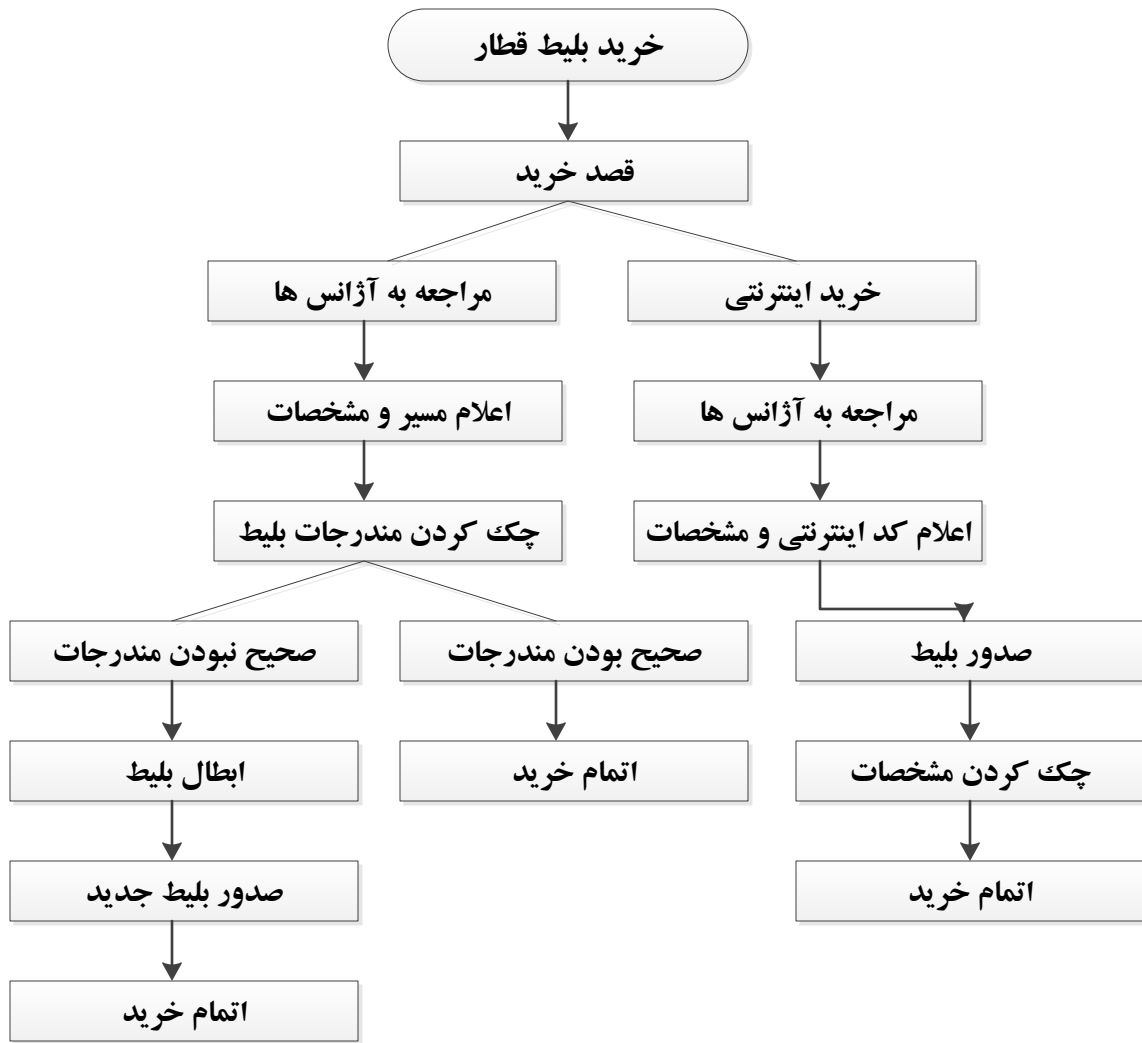 خرید بلیط قطار
قصد خرید
خرید اینترنتی
مراجعه به آژانس ها
مراجعه به آژانس ها
اعلام مسیر و مشخصات
اعلام کد اینترنتی و مشخصات
چک کردن مندرجات بلیط
صدور بلیط
صحیح بودن مندرجات
صحیح نبودن مندرجات
چک کردن مشخصات
اتمام خرید
ابطال بلیط
اتمام خرید
صدور بلیط جدید
اتمام خرید